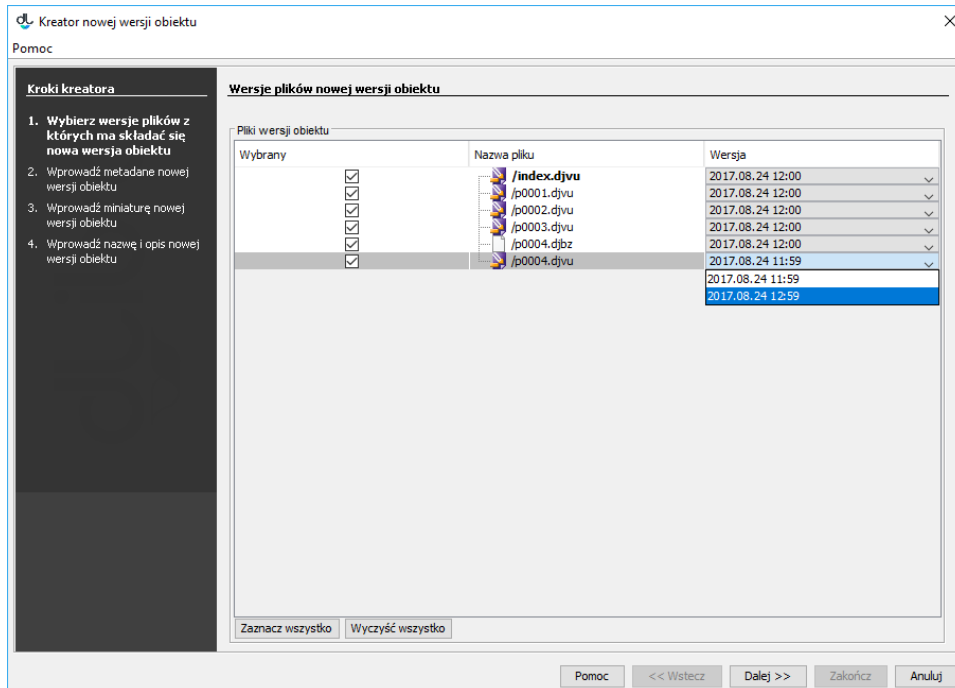 Kreator nowej wersji obiektu
Pomoc
Kroki kreatora
1. Wybierz wersje plików z
których ma składać się
nowa wersja obiektu
2. Wprowadź metadane nowej
wersji obiektu
3. Wprowadź miniaturę nowej
wersji obiektu
4. Wprowadź nazwę i opis nowej
wersji obiektu
Wersje plików nowej wersji obiektu
Pliki wersji obiektu
Wybrany Nazwa pliku Wersja
/index.djvu 2017.08.24 12:00
/p0001.djvu 2017.08.24 12:00
/p0002.djvu 2017.08.24 12:00
/p0003.djvu 2017.08.24 12:00
/p0004.djbz 2017.08.24 12:00
/p0004.djvu 2017.08.24 11:59
2017.08.24 11:59
2017.08.24 12:59
Zaznacz wszystko Wyczyść wszystko
Pomoc << Wstecz Dalej >> Zakończ Anuluj